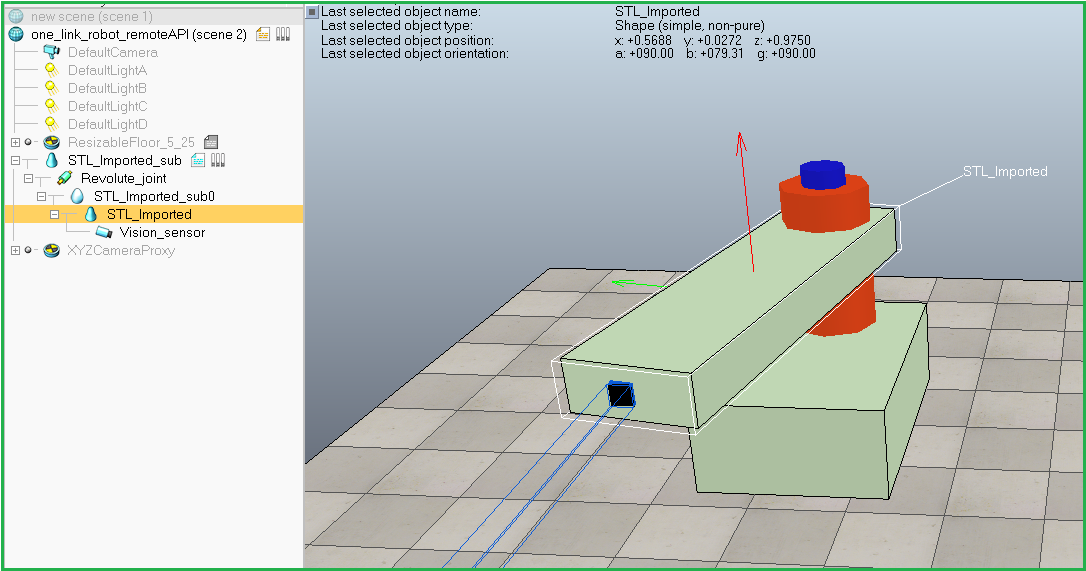 new scene (scene 1)
one_link_robot_remoteAPI (scene 2)
DefaultCamera
DefaultLightA
DefaultLightB
DefaultLightC
DefaultLightD
ResizableFloor_5_25
STL_Imported_sub
Revolute_joint
STL_Imported_sub0
STL_Imported
Vision_sensor
XYZCameraProxy
Last selected object name: STL_Imported
Last selected object type: Shape (simple, non-pure)
Last selected object position: x: +0.5688 y: +0.0272 z: +0.9750
Last selected object orientation: a: +090.00 b: +079.31 g: +090.00
STL_Imported